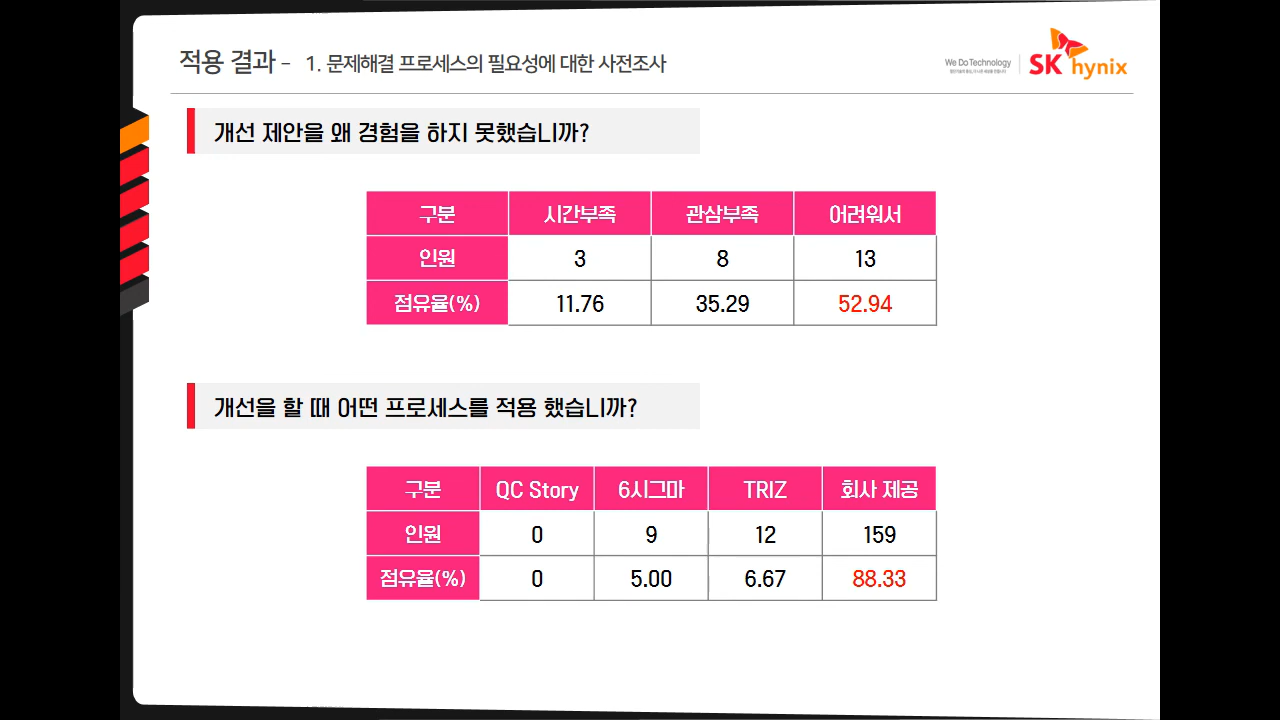 적용 결과 - 1. 문제해결 프로세스의 필요성에 대한 사전조사
We Do Technology
SK hynix
개선 제안을 왜 경험을 하지 못했습니까?
구분 시간부족 관삼부족 어려워서
인원 3 8 13
점유율(%) 11.76 35.29 52.94
개선을 할 때 어떤 프로세스를 적용 했습니까?
구분 QC Story 6시그마 TRIZ 회사 제공
인원 0 9 12 159
점유율(%) 0 5.00 6.67 88.33